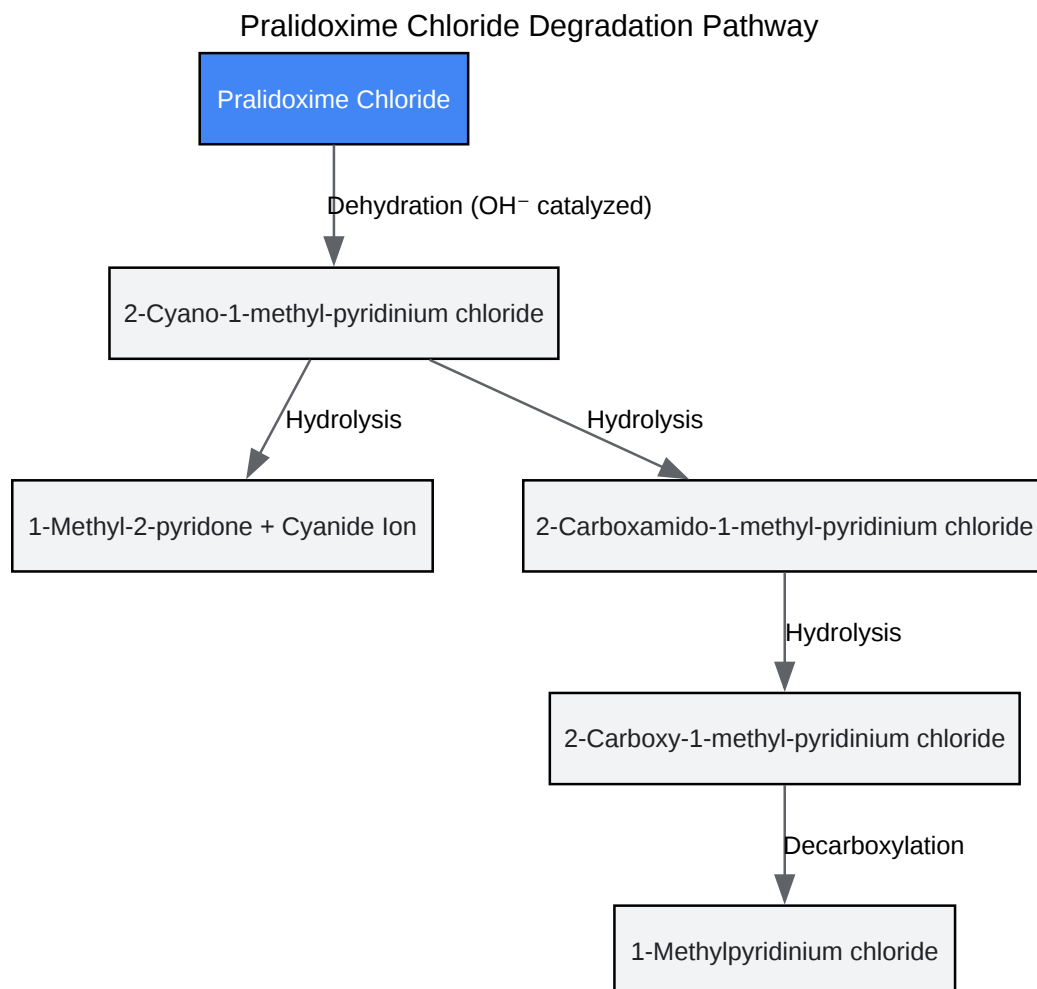 Pralidoxime Chloride Degradation Pathway
Pralidoxime Chloride
Dehydration (OH⁻ catalyzed)
2-Cyano-1-methyl-pyridinium chloride
Hydrolysis
Hydrolysis
1-Methyl-2-pyridone + Cyanide Ion
2-Carboxamido-1-methyl-pyridinium chloride
Hydrolysis
2-Carboxy-1-methyl-pyridinium chloride
Decarboxylation
1-Methylpyridinium chloride